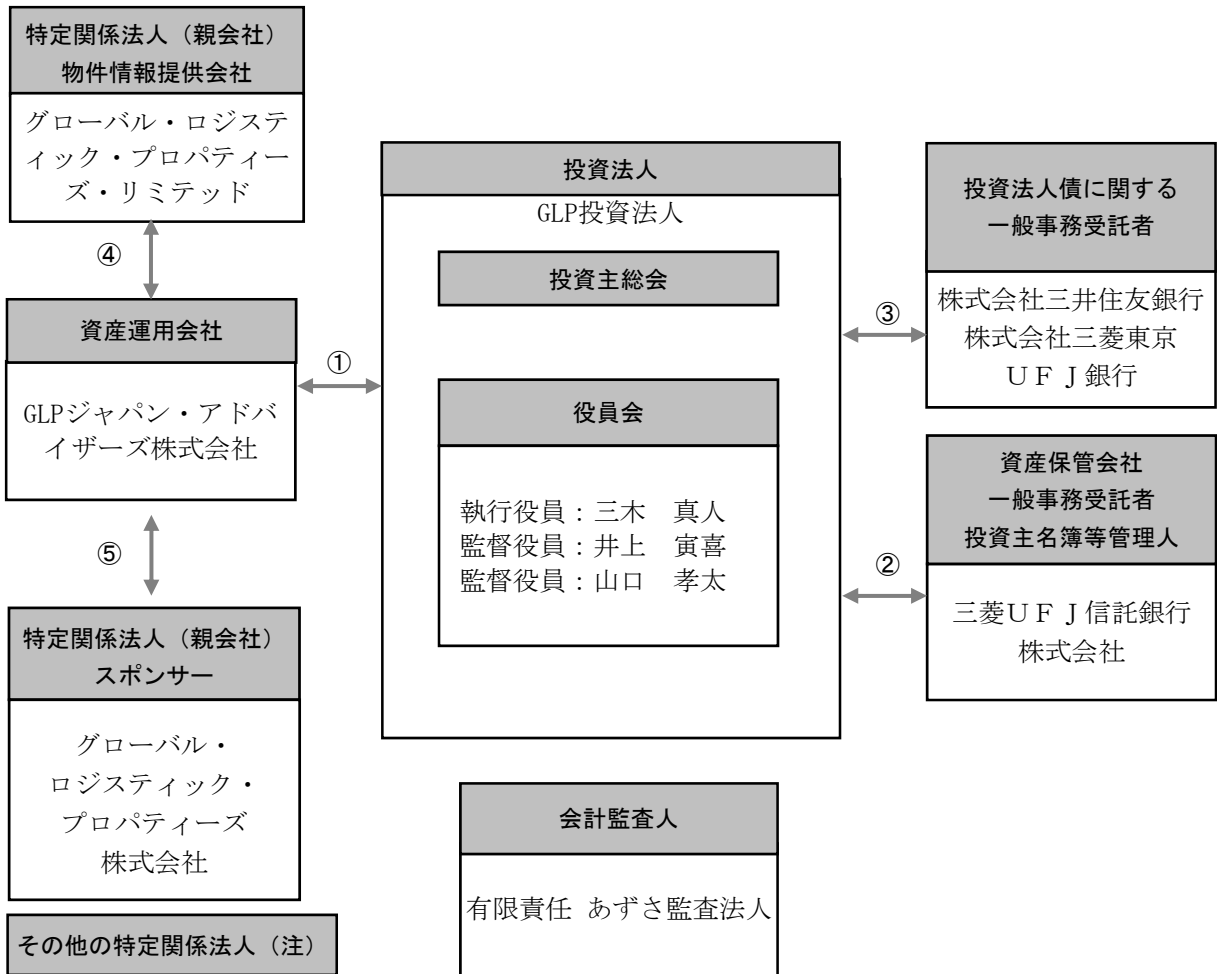 特定関係法人（親会社）
物件情報提供会社
グローバル・ロジステ
ィック・プロパティー
ズ・リミテッド
④
資産運用会社
GLPジャパン・アドバ
イザーズ株式会社
①
⑤
特定関係法人（親会社）
スポンサー
グローバル・
ロジスティック・
プロパティーズ
株式会社
その他の特定関係法人（注）
投資法人
GLP投資法人
投資主総会
役員会
執行役員：三木　真人
監督役員：井上　寅喜
監督役員：山口　孝太
会計監査人
有限責任 あずさ監査法人
③
投資法人債に関する
一般事務受託者
株式会社三井住友銀行
株式会社三菱東京
ＵＦＪ銀行
②
資産保管会社
一般事務受託者
投資主名簿等管理人
三菱ＵＦＪ信託銀行
株式会社